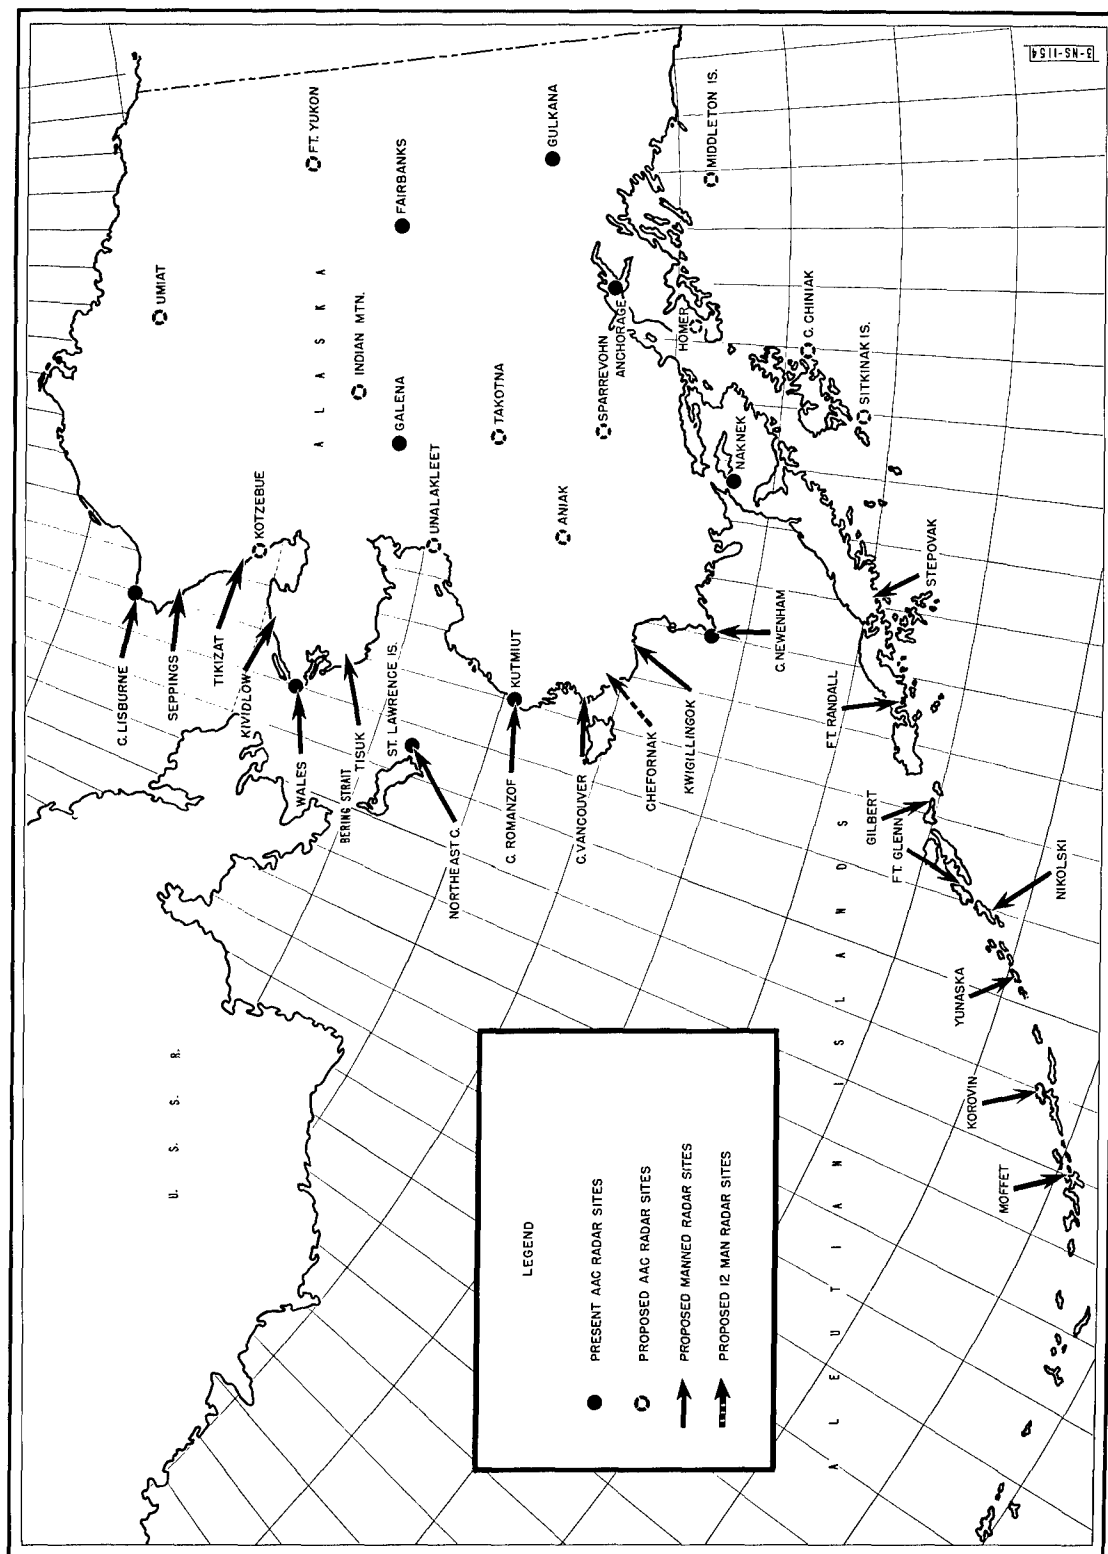 3-NS-1154
FT. YUKON
FAIRBANKS
GULKANA
MIDDLETON IS.
UMIAT
A L A S K A
INDIAN MTN.
GALENA
TAKOTNA
SPARREVOHN
ANCHORAGE
HOMER
C. CHINIAK
SITKINAK IS.
NAKNEK
KOTZEBUE
UNALAKLEET
ANIAK
STEPOVAK
C. LISBURNE
SEPPINGS
TIKIZAT
KIVIDLOW
WALES
BERING STRAIT
TISUK
ST. LAWRENCE IS.
NORTHEAST C.
KUTMIUT
C. ROMANZOF
C. VANCOUVER
CHEFORNAK
KWIGILLINGOK
C. NEWENHAM
FT. RANDALL
GILBERT
FT. GLENN
NIKOLSKI
YUNASKA
KOROVIN
MOFFET
U. S. S. R.
A L E U T I A N I S L A N D S
LEGEND
PRESENT AAC RADAR SITES
PROPOSED AAC RADAR SITES
PROPOSED MANNED RADAR SITES
PROPOSED 12 MAN RADAR SITES